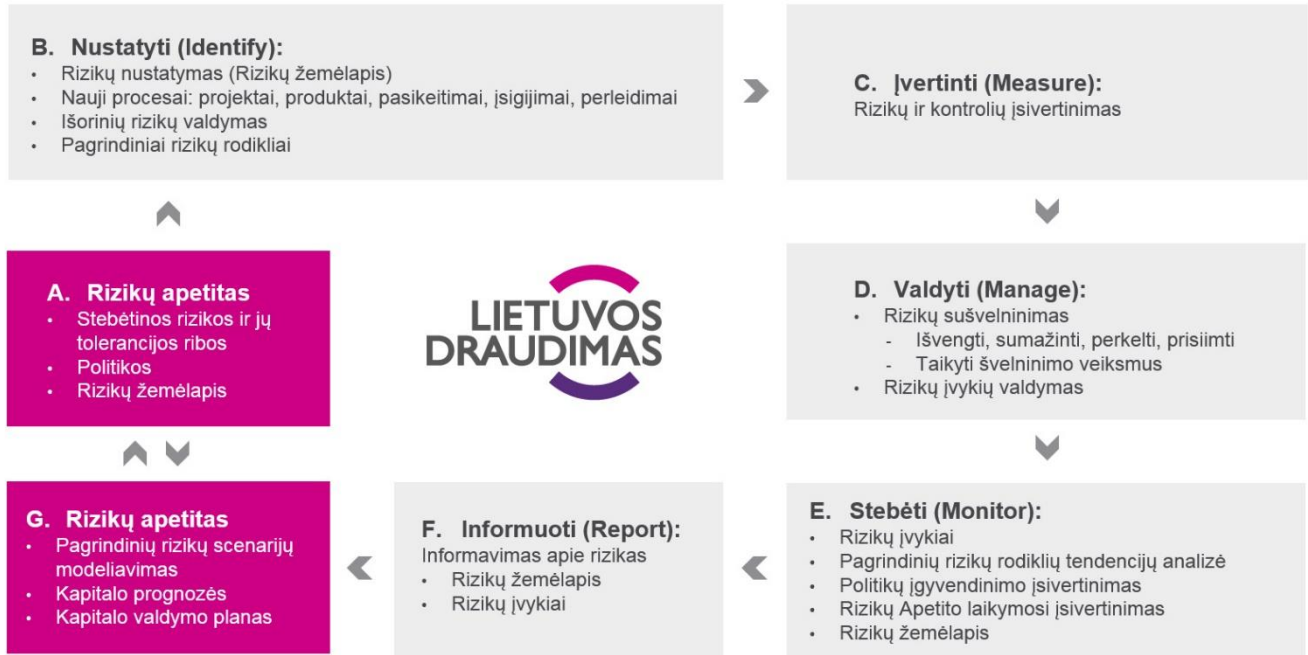 B. Nustatyti (Identify):
• Rizikų nustatymas (Rizikų žemėlapis)
• Nauji procesai: projektai, produktai, pasikeitimai, įsigijimai, perleidimai
• Išorinių rizikų valdymas
• Pagrindiniai rizikų rodikliai
C. Įvertinti (Measure):
Rizikų ir kontrolių įsivertinimas
A. Rizikų apetitas
• Stebėtinos rizikos ir jų
tolerancijos ribos
• Politikos
• Rizikų žemėlapis
LIETUVOS
DRAUDIMAS
D. Valdyti (Manage):
• Rizikų sušvelninimas
- Išvengti, sumažinti, perkelti, prisiimti
- Taikyti švelninimo veiksmus
• Rizikų įvykių valdymas
G. Rizikų apetitas
• Pagrindinių rizikų scenarijų
modeliavimas
• Kapitalo prognozės
• Kapitalo valdymo planas
F. Informuoti (Report):
Informavimas apie rizikas
• Rizikų žemėlapis
• Rizikų įvykiai
E. Stebėti (Monitor):
• Rizikų įvykiai
• Pagrindinių rizikų rodiklių tendencijų analizė
• Politikų įgyvendinimo įsivertinimas
• Rizikų Apetito laikymosi įsivertinimas
• Rizikų žemėlapis